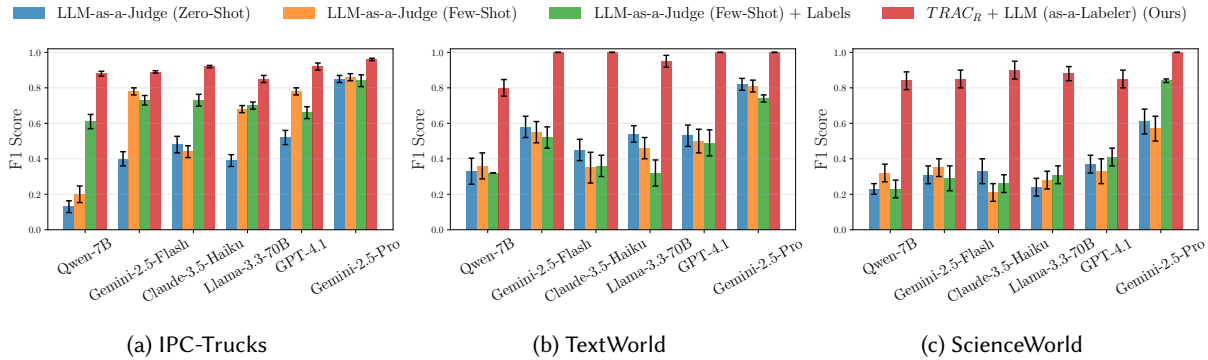 LLM-as-a-Judge (Zero-Shot) LLM-as-a-Judge (Few-Shot) LLM-as-a-Judge (Few-Shot) + Labels TRAC_R + LLM (as-a-Labeler) (Ours)
F1 Score
1.0
0.8
0.6
0.4
0.2
0.0
Qwen-7B
Gemini-2.5-Flash
Claude-3.5-Haiku
Llama-3.3-70B
GPT-4.1
Gemini-2.5-Pro
(a) IPC-Trucks
F1 Score
1.0
0.8
0.6
0.4
0.2
0.0
Qwen-7B
Gemini-2.5-Flash
Claude-3.5-Haiku
Llama-3.3-70B
GPT-4.1
Gemini-2.5-Pro
(b) TextWorld
F1 Score
1.0
0.8
0.6
0.4
0.2
0.0
Qwen-7B
Gemini-2.5-Flash
Claude-3.5-Haiku
Llama-3.3-70B
GPT-4.1
Gemini-2.5-Pro
(c) ScienceWorld